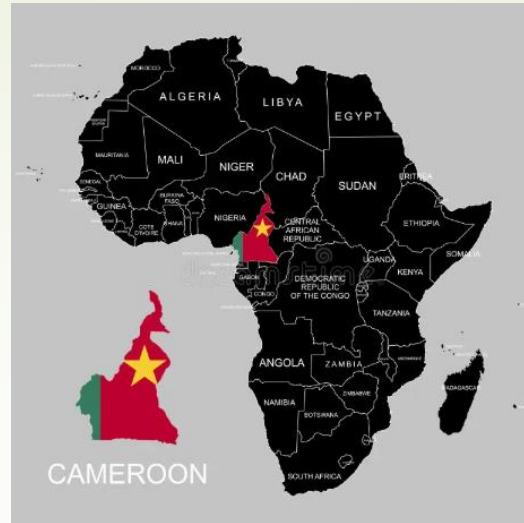 MOROCCO
ALGERIA
LIBYA
EGYPT
MAURITANIA
MALI
NIGER
CHAD
SUDAN
ERITREA
SENEGAL
GUINEA
BURKINA
FASO
COTE
D'IVOIRE
GHANA
NIGERIA
CENTRAL
AFRICAN
REPUBLIC
ETHIOPIA
SOMALIA
UGANDA
KENYA
GABON
CONGO
DEMOCRATIC
REPUBLIC
OF THE CONGO
TANZANIA
ANGOLA
ZAMBIA
ZIMBABWE
MADAGASCAR
NAMIBIA
BOTSWANA
SOUTH AFRICA
CAMEROON